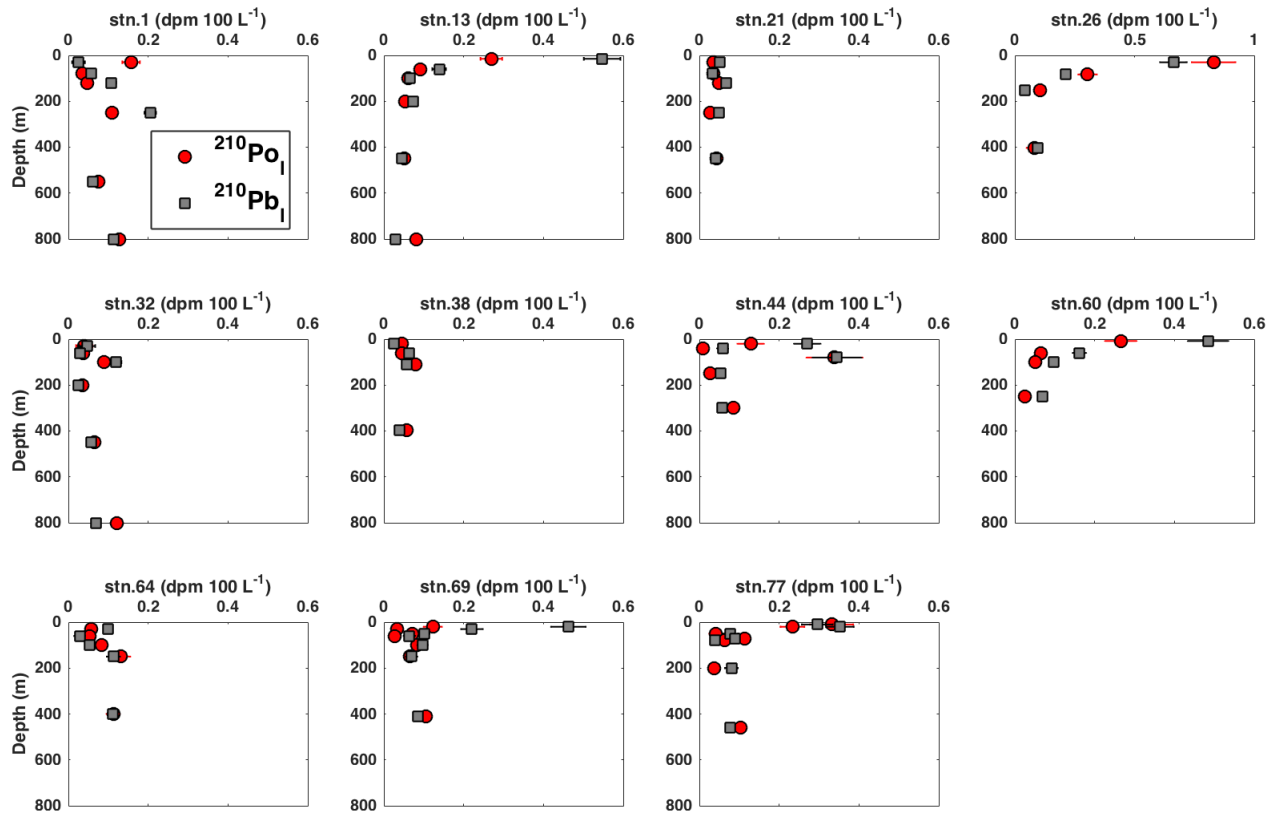 stn.1 (dpm 100 L-1) stn.13 (dpm 100 L-1) stn.21 (dpm 100 L-1) stn.26 (dpm 100 L-1)
0 0.2 0.4 0.6 0 0.2 0.4 0.6 0 0.2 0.4 0.6 0 0.5 1
0 0 0 0
200 200 200 200
400 400 400 400
600 600 600 600
800 800 800 800
Depth (m)
210Pol
210Pbl
stn.32 (dpm 100 L-1) stn.38 (dpm 100 L-1) stn.44 (dpm 100 L-1) stn.60 (dpm 100 L-1)
0 0.2 0.4 0.6 0 0.2 0.4 0.6 0 0.2 0.4 0.6 0 0.2 0.4 0.6
0 0 0 0
200 200 200 200
400 400 400 400
600 600 600 600
800 800 800 800
Depth (m)
stn.64 (dpm 100 L-1) stn.69 (dpm 100 L-1) stn.77 (dpm 100 L-1)
0 0.2 0.4 0.6 0 0.2 0.4 0.6 0 0.2 0.4 0.6
0 0 0
200 200 200
400 400 400
600 600 600
800 800 800
Depth (m)